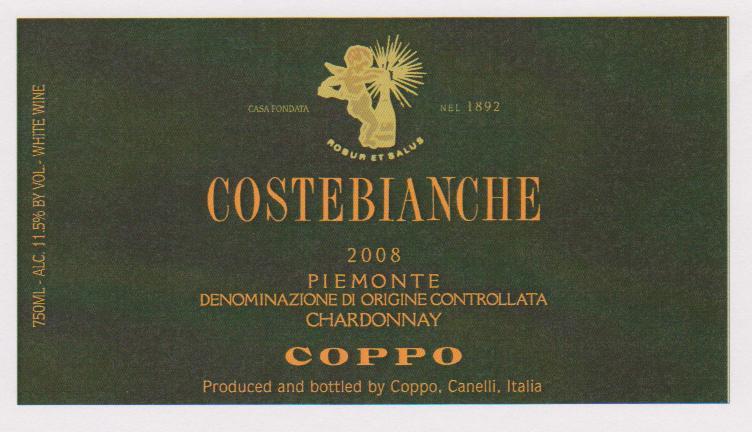 CASA FONDATA NEL 1892
ROBUR ET SALUS
COSTEBIANCHE
2008
PIEMONTE
DENOMINAZIONE DI ORIGINE CONTROLLATA
CHARDONNAY
COPPO
Produced and bottled by Coppo, Canelli, Italia
750ML - ALC. 11.5% BY VOL - WHITE WINE